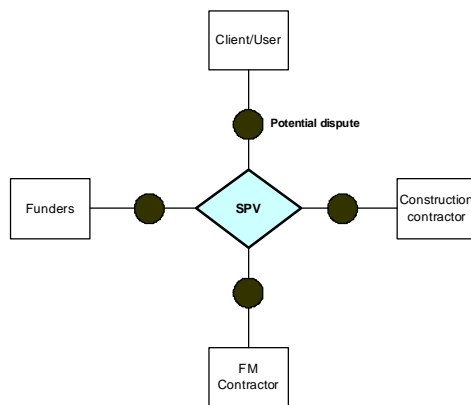 Client/User
Potential dispute
Funders
SPV
Construction
contractor
FM
Contractor